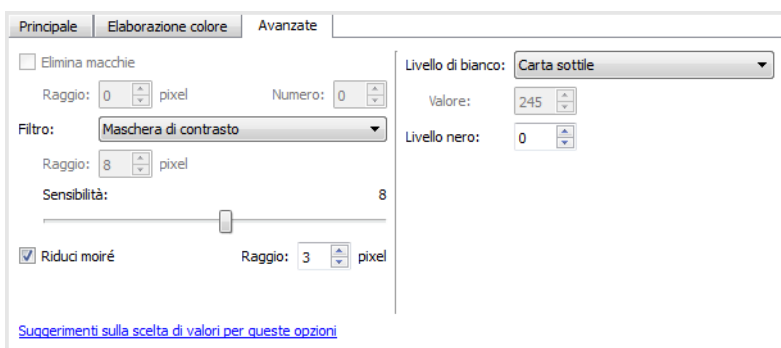 Principale Elaborazione colore Avanzate
Elimina macchie
Raggio: 0 pixel Numero: 0
Filtro: Maschera di contrasto
Raggio: 8 pixel
Sensibilità: 8
Riduci moiré Raggio: 3 pixel
Suggerimenti sulla scelta di valori per queste opzioni
Livello di bianco: Carta sottile
Valore: 245
Livello nero: 0